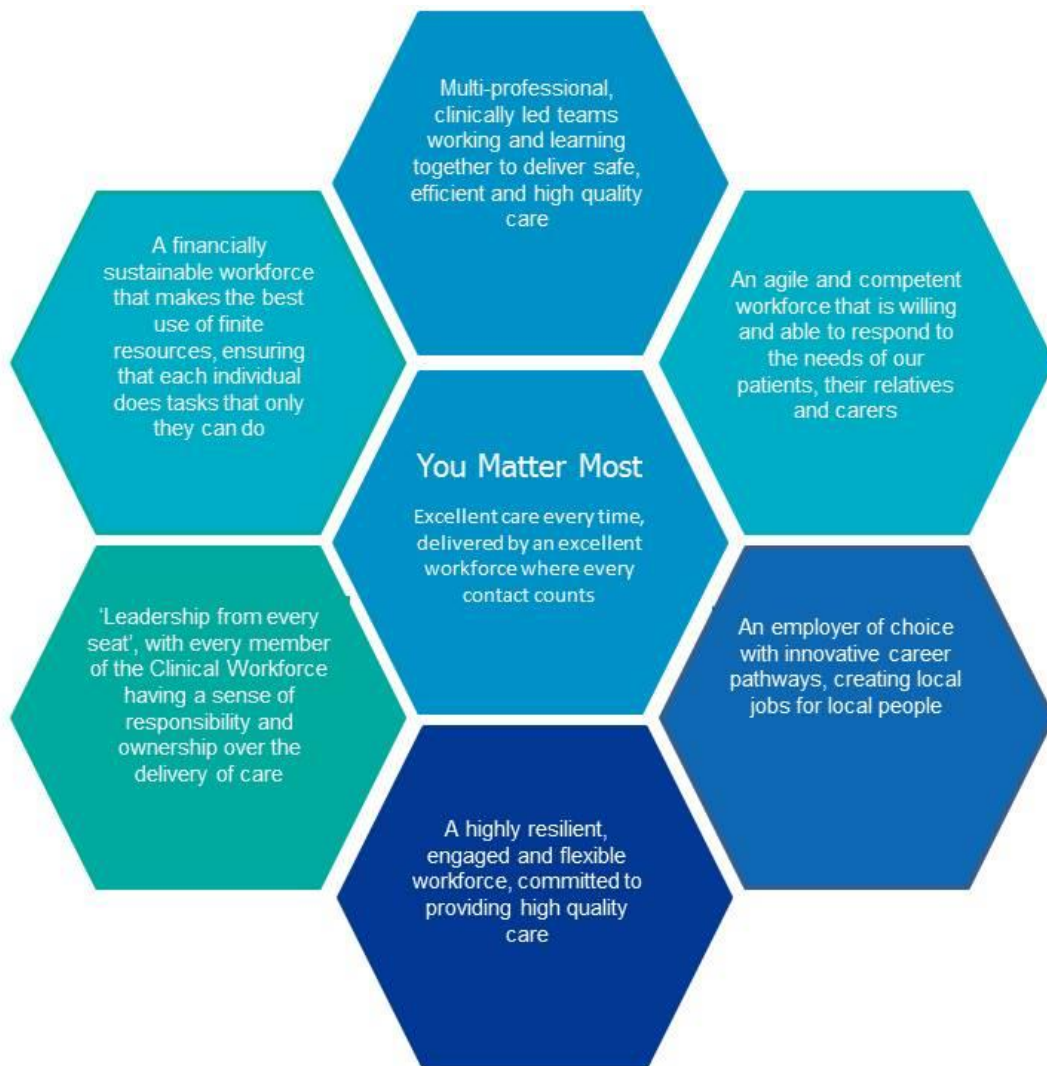 Multi-professional,
clinically led teams
working and learning
together to deliver safe,
efficient and high quality
care
A financially
sustainable workforce
that makes the best
use of finite
resources, ensuring
that each individual
does tasks that only
they can do
An agile and competent
workforce that is willing
and able to respond to
the needs of our
patients, their relatives
and carers
You Matter Most
Excellent care every time,
delivered by an excellent
workforce where every
contact counts
‘Leadership from every
seat’, with every member
of the Clinical Workforce
having a sense of
responsibility and
ownership over the
delivery of care
An employer of choice
with innovative career
pathways, creating local
jobs for local people
A highly resilient,
engaged and flexible
workforce, committed to
providing high quality
care